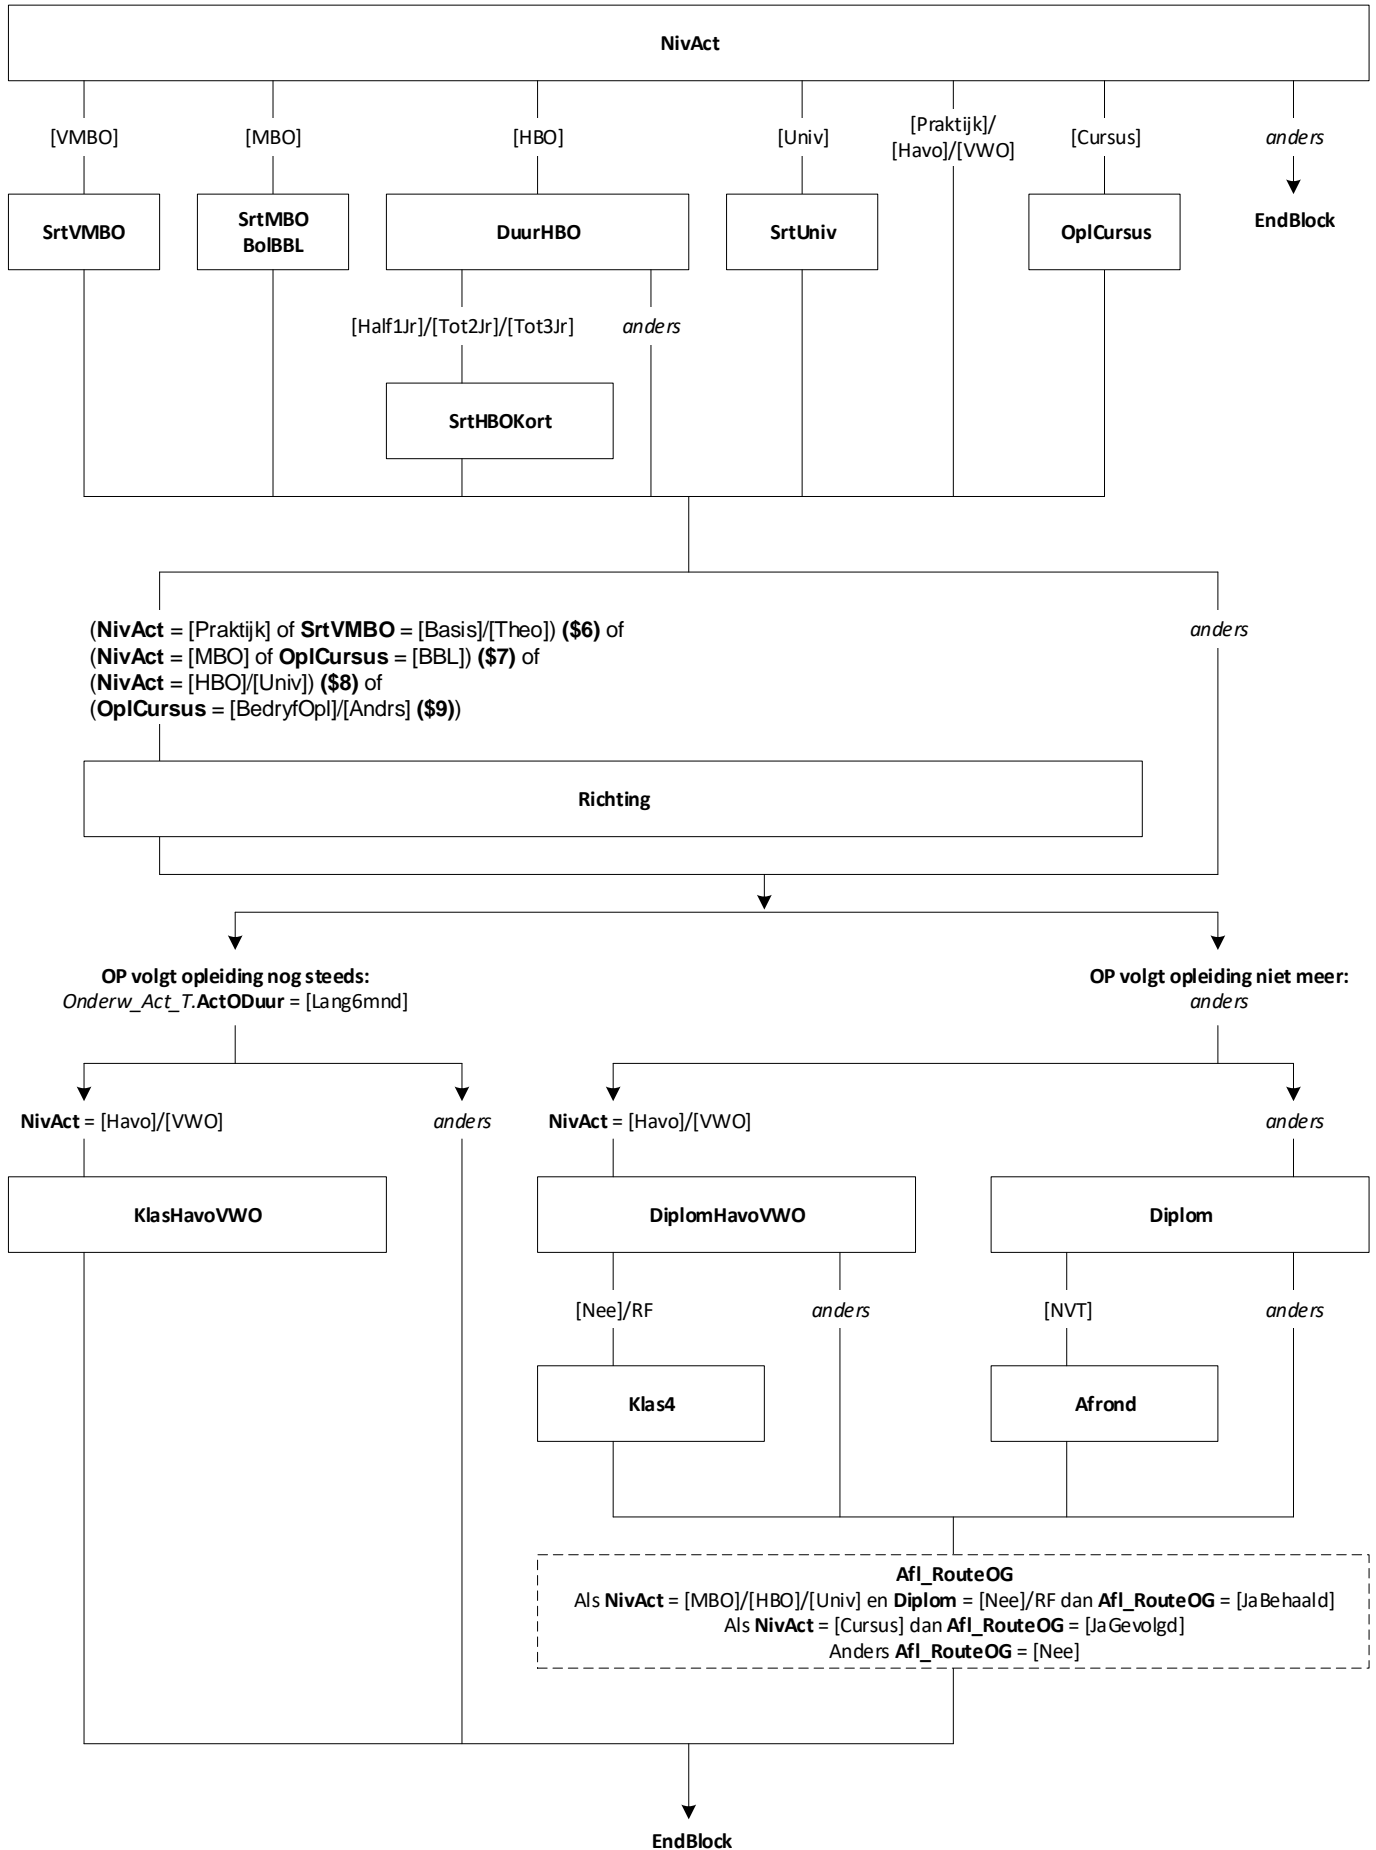 NivAct
[VMBO]
[MBO]
[HBO]
[Univ]
[Praktijk]/
[Havo]/[VWO]
[Cursus]
anders
SrtVMBO
SrtMBO
BolBBL
DuurHBO
SrtUniv
OplCursus
EndBlock
[Half1Jr]/[Tot2Jr]/[Tot3Jr]
anders
SrtHBOKort
(NivAct = [Praktijk] of SrtVMBO = [Basis]/[Theo]) ($6) of
(NivAct = [MBO] of OplCursus = [BBL]) ($7) of
(NivAct = [HBO]/[Univ]) ($8) of
(OplCursus = [BedryfOpl]/[Andrs] ($9))
anders
Richting
OP volgt opleiding nog steeds:
Onderw_Act_T.ActODuur = [Lang6mnd]
OP volgt opleiding niet meer:
anders
NivAct = [Havo]/[VWO]
anders
NivAct = [Havo]/[VWO]
anders
KlasHavoVWO
DiplomHavoVWO
Diplom
[Nee]/RF
anders
[NVT]
anders
Klas4
Afrond
Afl_RouteOG
Als NivAct = [MBO]/[HBO]/[Univ] en Diplom = [Nee]/RF dan Afl_RouteOG = [JaBehaald]
Als NivAct = [Cursus] dan Afl_RouteOG = [JaGevolgd]
Anders Afl_RouteOG = [Nee]
EndBlock